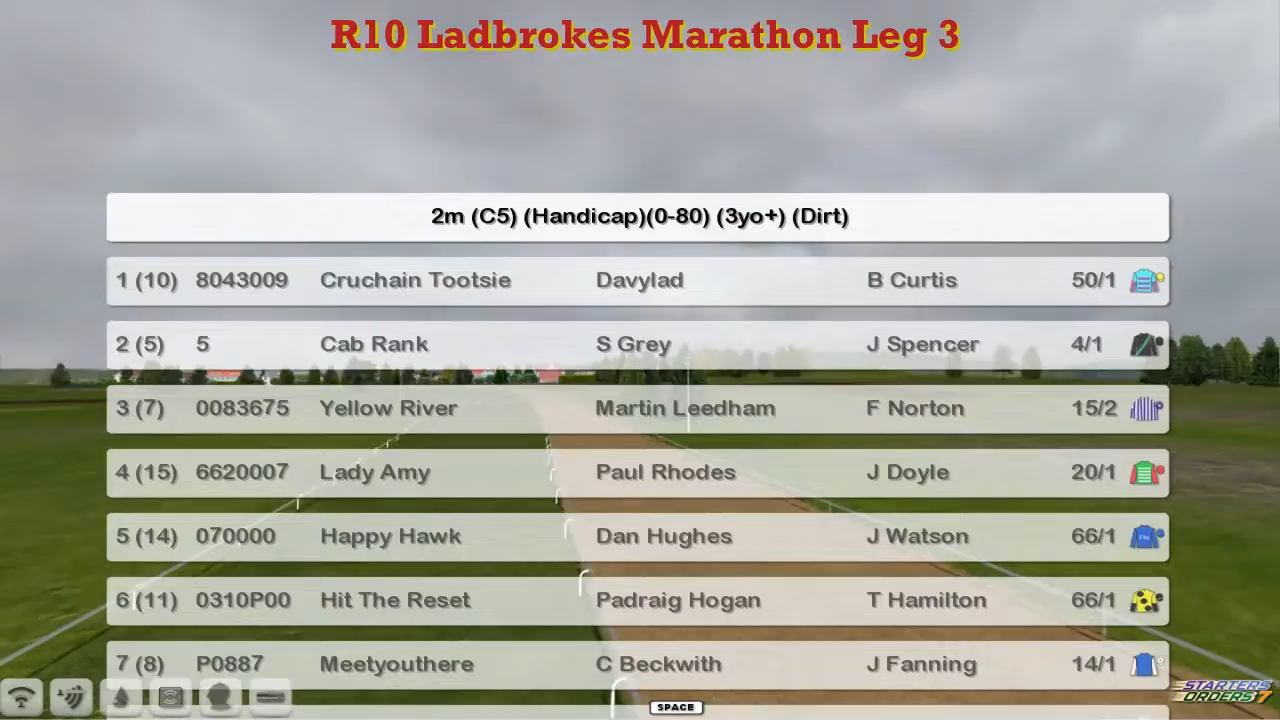 R10 Ladbrokes Marathon Leg 3
2m (C5) (Handicap)(0-80) (3yo+) (Dirt)
1 (10) 8043009 Cruchain Tootsie Davylad B Curtis 50/1
2 (5) 5 Cab Rank S Grey J Spencer 4/1
3 (7) 0083675 Yellow River Martin Leedham F Norton 15/2
4 (15) 6620007 Lady Amy Paul Rhodes J Doyle 20/1
5 (14) 070000 Happy Hawk Dan Hughes J Watson 66/1
6 (11) 0310P00 Hit The Reset Padraig Hogan T Hamilton 66/1
7 (8) P0887 Meetyouthere C Beckwith J Fanning 14/1
SPACE
STARTERS ORDERS 7